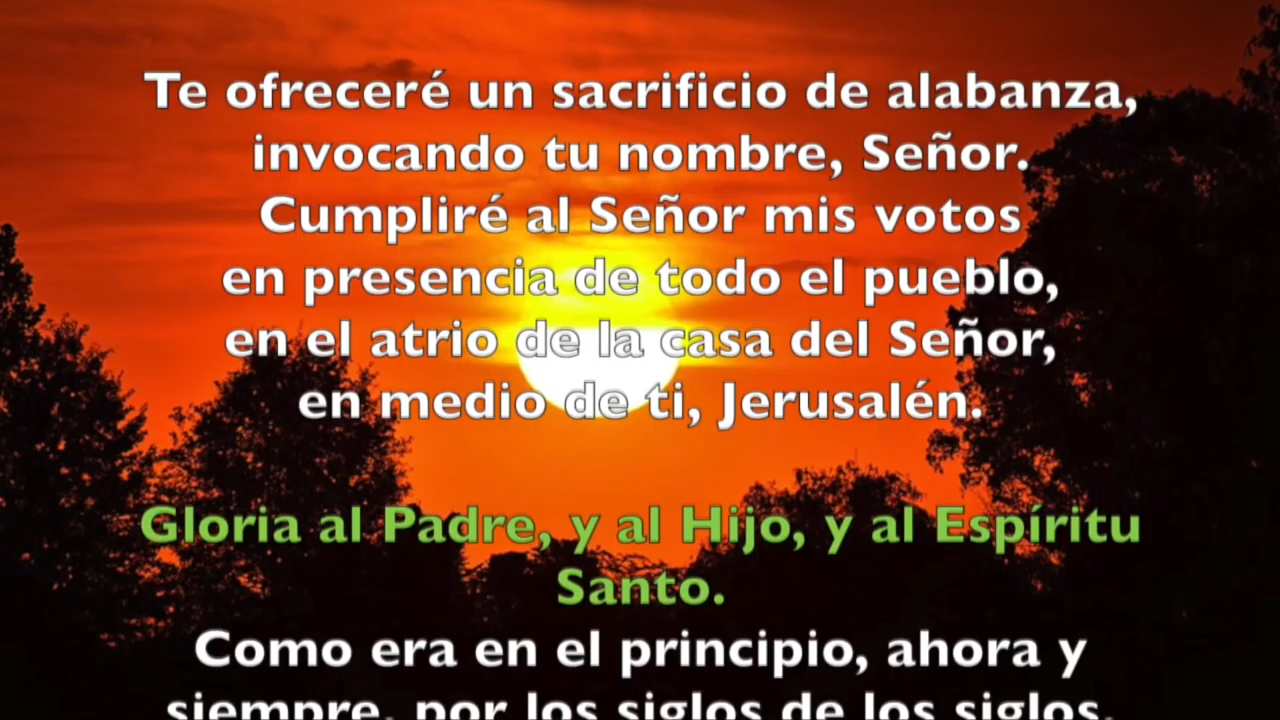 Te ofreceré un sacrificio de alabanza,
invocando tu nombre, Señor.
Cumpliré al Señor mis votos
en presencia de todo el pueblo,
en el atrio de la casa del Señor,
en medio de ti, Jerusalén.
Gloria al Padre, y al Hijo, y al Espíritu
Santo.
Como era en el principio, ahora y
siempre, por los siglos de los siglos.